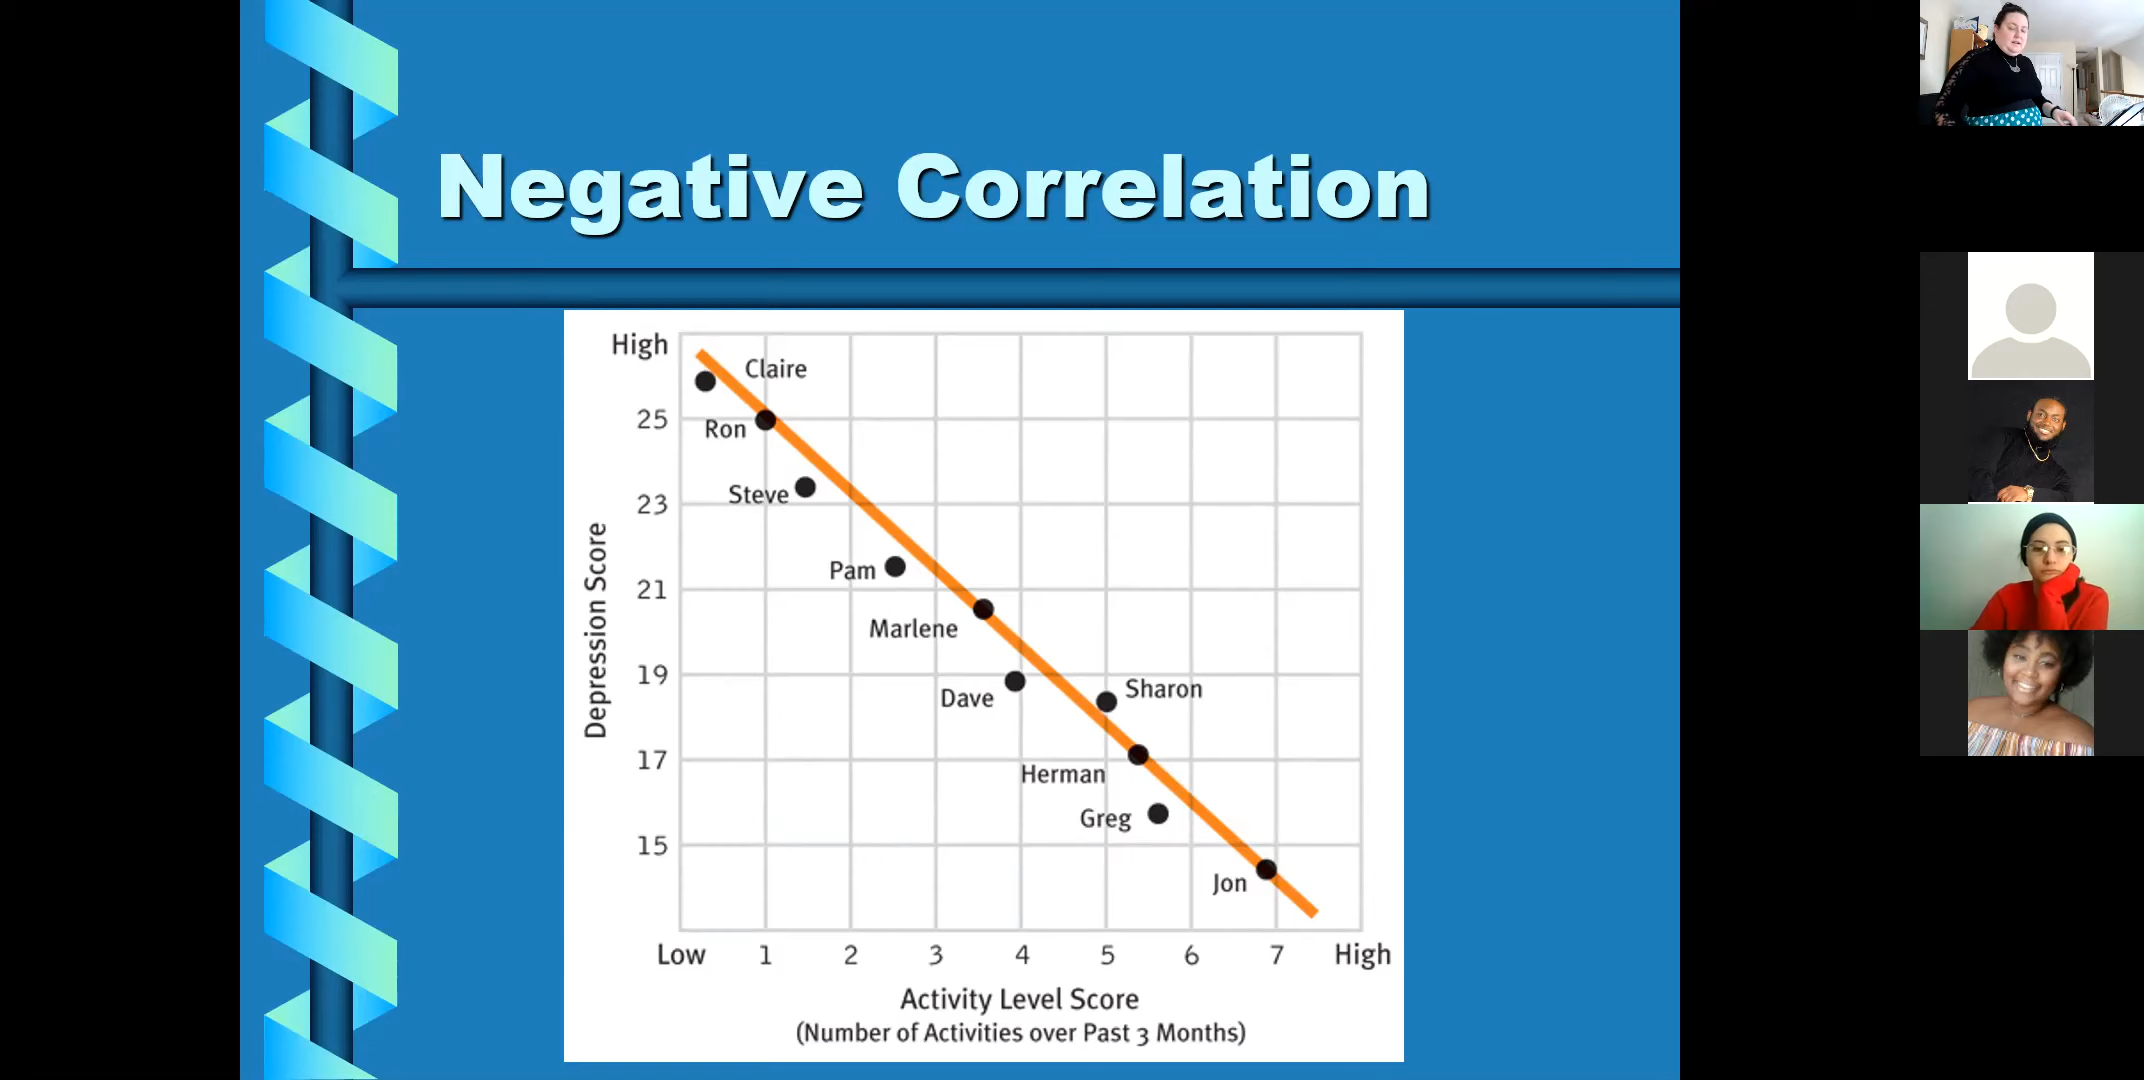 Negative Correlation
High
Claire
25
Ron
Steve
23
Pam
21
Marlene
19
Sharon
Dave
17
Herman
Greg
15
Jon
Depression Score
Low 1 2 3 4 5 6 7 High
Activity Level Score
(Number of Activities over Past 3 Months)